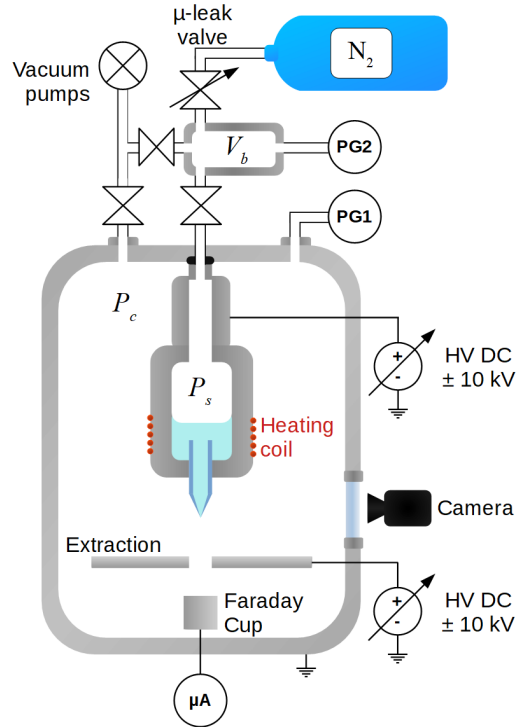 μ-leak
valve
N2
Vacuum
pumps
Vb
PG2
PG1
Pc
+
-
HV DC
± 10 kV
Ps
Heating
coil
Camera
Extraction
+
-
HV DC
± 10 kV
Faraday
Cup
μA